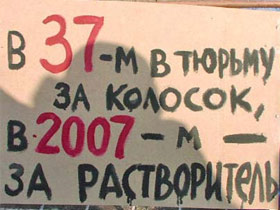 В 37-М В ТЮРЬМУ
ЗА КОЛОСОК,
В 2007 – М –
ЗА РАСТВОРИТЕЛЬ